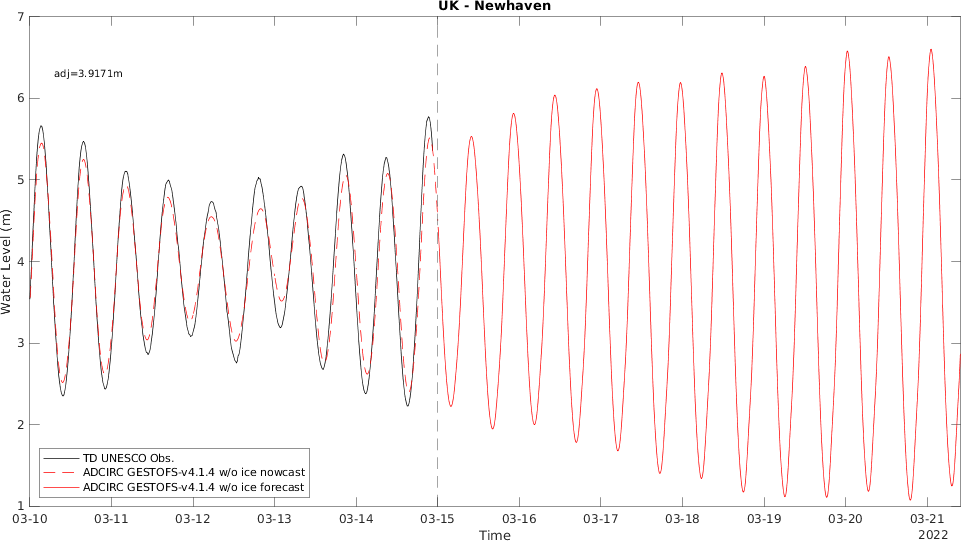 UK - Newhaven
7
adj=3.9171m
6
5
4
3
2
1
Water Level (m)
TD UNESCO Obs.
ADCIRC GESTOFS-v4.1.4 w/o ice nowcast
ADCIRC GESTOFS-v4.1.4 w/o ice forecast
03-10 03-11 03-12 03-13 03-14 03-15 03-16 03-17 03-18 03-19 03-20 03-21
Time
2022